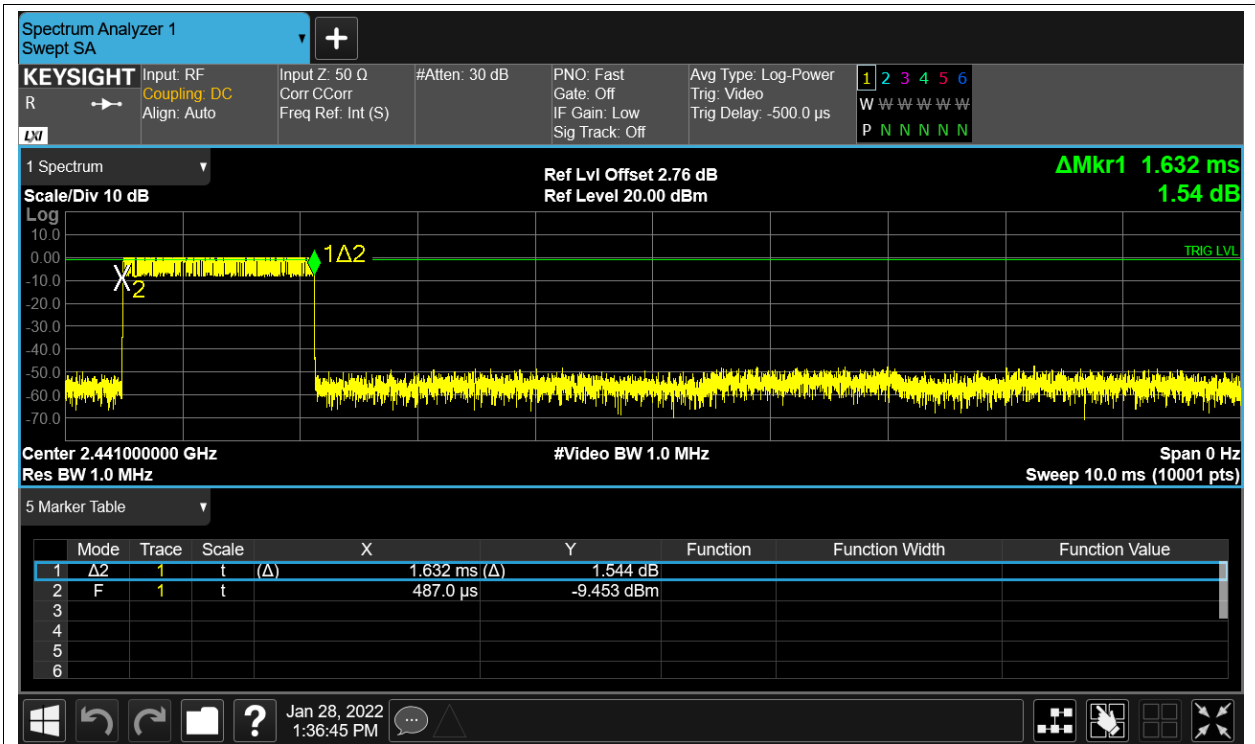 Spectrum Analyzer 1
Swept SA
KEYSIGHT
R
LXI
Input: RF
Coupling: DC
Align: Auto
Input Z: 50 Ω
Corr CCorr
Freq Ref: Int (S)
#Atten: 30 dB
PNO: Fast
Gate: Off
IF Gain: Low
Sig Track: Off
Avg Type: Log-Power
Trig: Video
Trig Delay: -500.0 µs
1 2 3 4 5 6
W W W W W W
P N N N N N
1 Spectrum
Scale/Div 10 dB
Ref Lvl Offset 2.76 dB
Ref Level 20.00 dBm
ΔMkr1 1.632 ms
1.54 dB
Log
10.0
0.00
-10.0
-20.0
-30.0
-40.0
-50.0
-60.0
-70.0
X2
1Δ2
TRIG LVL
Center 2.441000000 GHz
#Video BW 1.0 MHz
Span 0 Hz
Res BW 1.0 MHz
Sweep 10.0 ms (10001 pts)
5 Marker Table
Mode Trace Scale X Y Function Function Width Function Value
1 Δ2 1 t (Δ) 1.632 ms (Δ) 1.544 dB
2 F 1 t 487.0 µs -9.453 dBm
3
4
5
6
?
Jan 28, 2022
1:36:45 PM